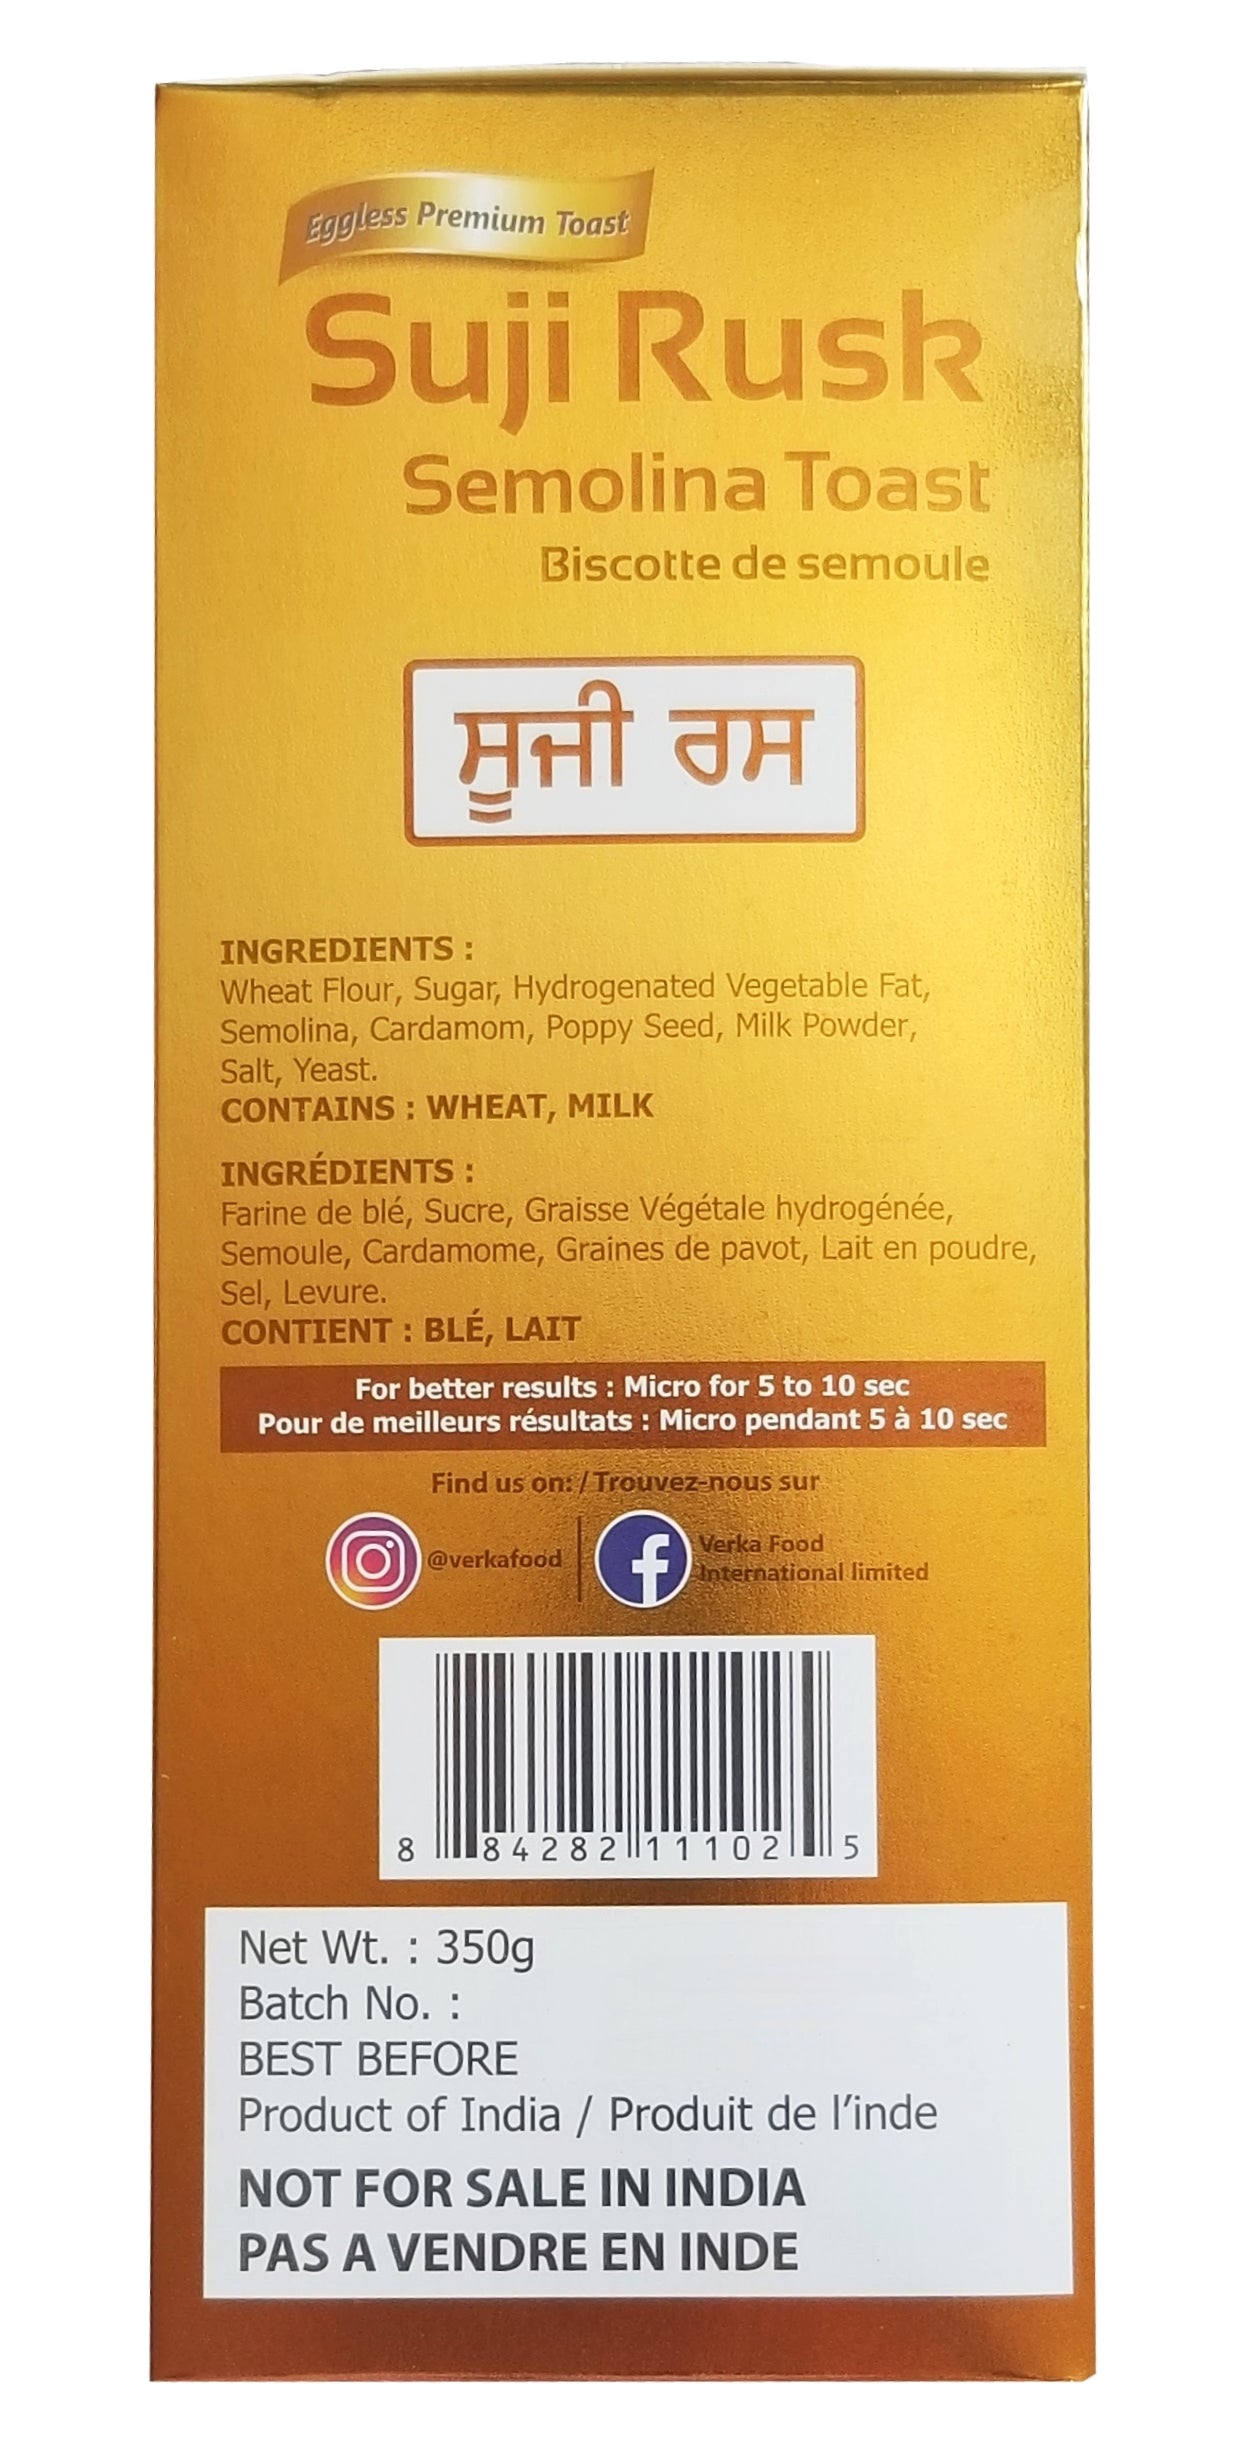 Eggless Premium Toast
Suji Rusk
Semolina Toast
Biscotte de semoule
ਸੂਜੀ ਰਸ
INGREDIENTS :
Wheat Flour, Sugar, Hydrogenated Vegetable Fat,
Semolina, Cardamom, Poppy Seed, Milk Powder,
Salt, Yeast.
CONTAINS : WHEAT, MILK
INGRÉDIENTS :
Farine de blé, Sucre, Graisse Végétale hydrogénée,
Semoule, Cardamome, Graines de pavot, Lait en poudre,
Sel, Levure.
CONTIENT : BLÉ, LAIT
For better results : Micro for 5 to 10 sec
Pour de meilleurs résultats : Micro pendant 5 à 10 sec
Find us on: / Trouvez-nous sur
@verkafood
Verka Food
International limited
8 84282 11102 5
Net Wt. : 350g
Batch No. :
BEST BEFORE
Product of India / Produit de l'inde
NOT FOR SALE IN INDIA
PAS A VENDRE EN INDE